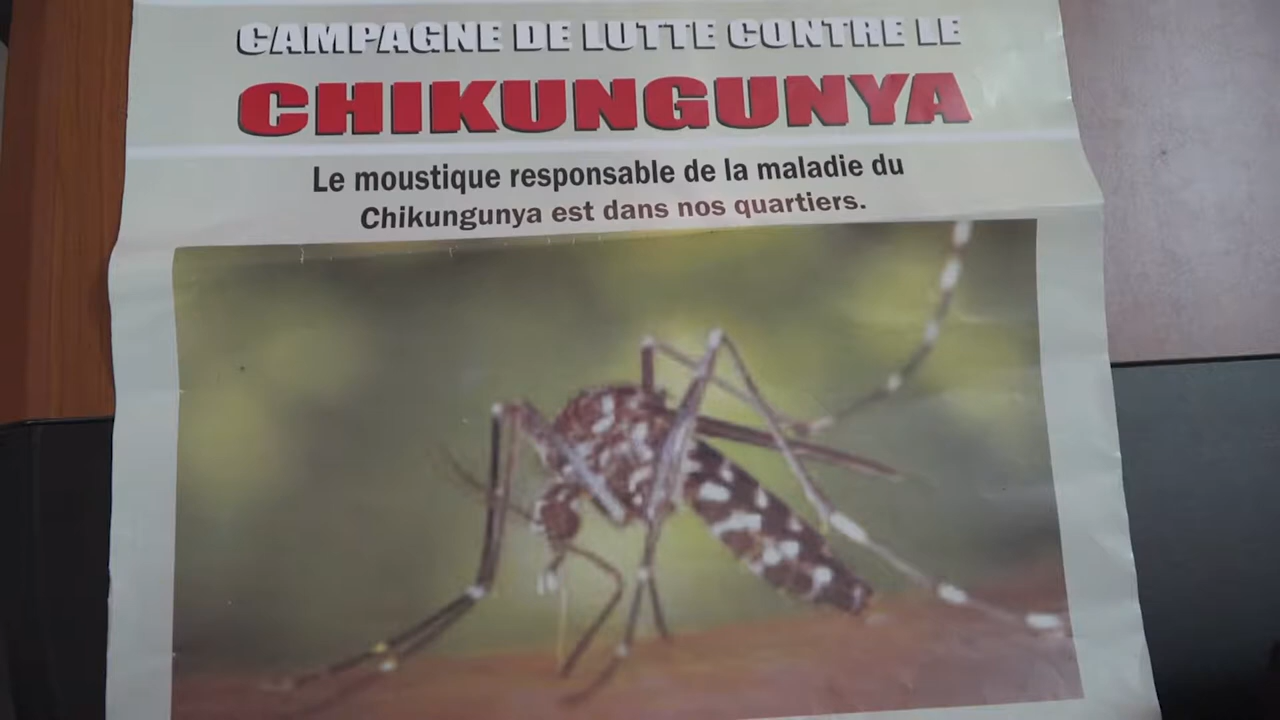 CAMPAGNE DE LUTTE CONTRE LE
CHIKUNGUNYA
Le moustique responsable de la maladie du
Chikungunya est dans nos quartiers.